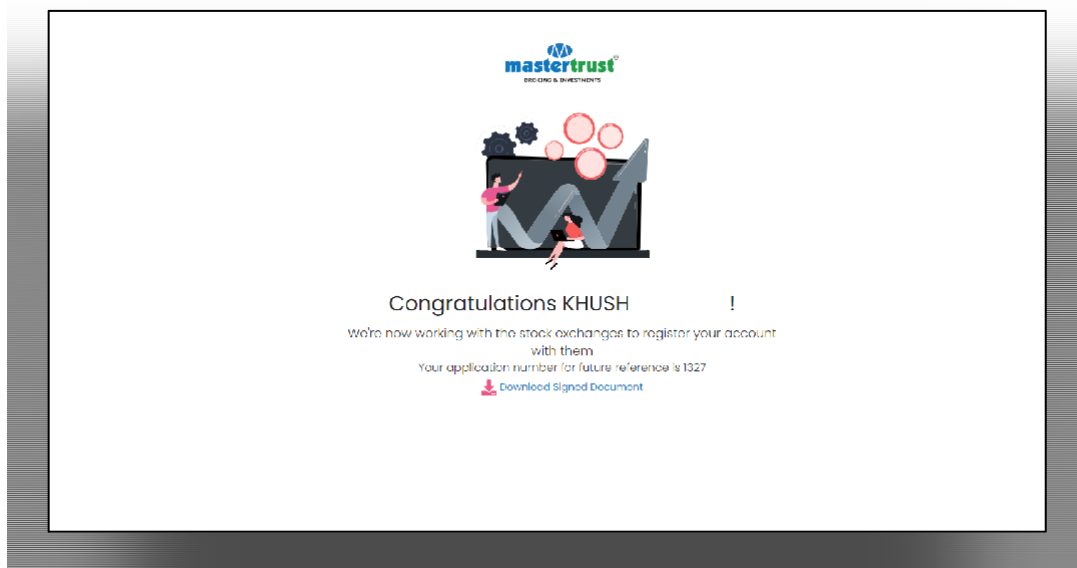 mastertrust
BROKING & INVESTMENTS
Congratulations KHUSH !
We're now working with the stock exchanges to register your account
with them
Your application number for future reference is 1327
Download Signed Document